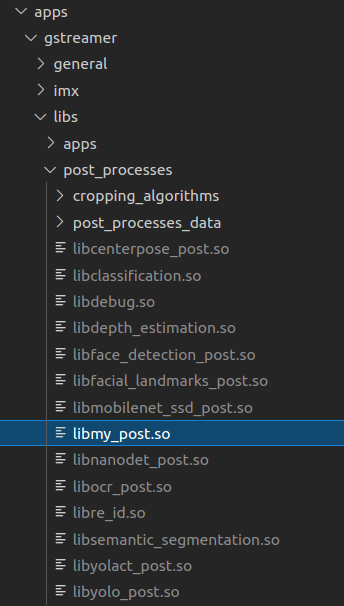 apps
gstreamer
general
imx
libs
apps
post_processes
cropping_algorithms
post_processes_data
libcenterpose_post.so
libclassification.so
libdebug.so
libdepth_estimation.so
libface_detection_post.so
libfacial_landmarks_post.so
libmobilenet_ssd_post.so
libmy_post.so
libnanodet_post.so
libocr_post.so
libre_id.so
libsemantic_segmentation.so
libyolact_post.so
libyolo_post.so